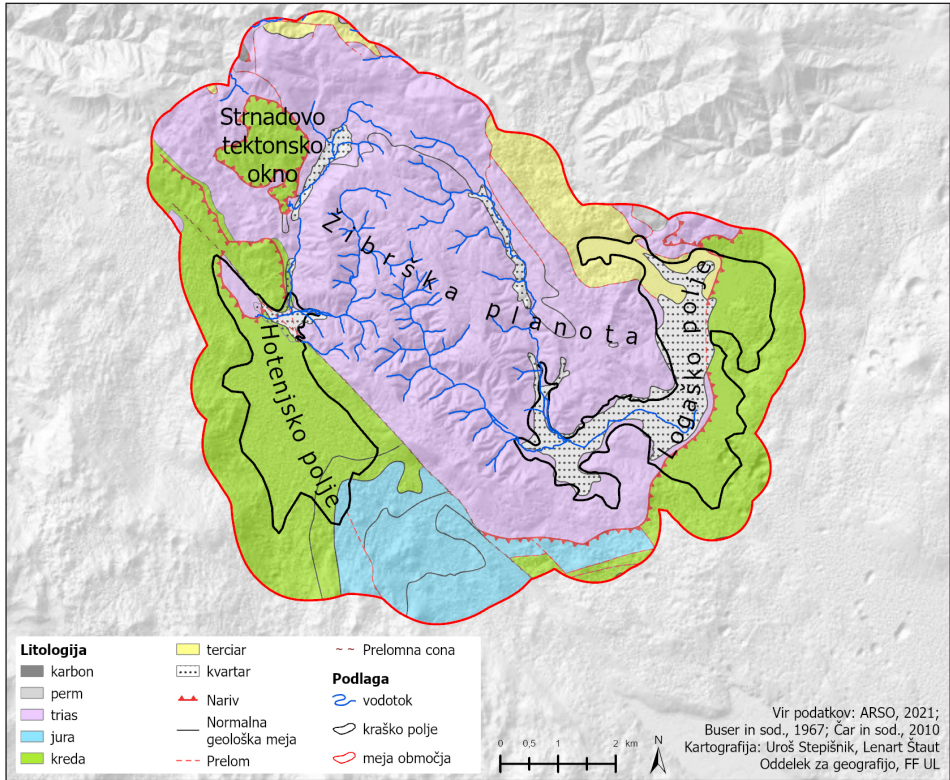 Strnadovo
tektonsko
okno
Žibrška planota
Hotenjsko polje
Logaško polje
Litologija
karbon
perm
trias
jura
kreda
terciar
kvartar
Nariv
Normalna
geološka meja
Prelom
Prelomna cona
Podlaga
vodotok
kraško polje
meja območja
0 0,5 1 2 km
N
Vir podatkov: ARSO, 2021;
Buser in sod., 1967; Čar in sod., 2010
Kartografija: Uroš Stepišnik, Lenart Štaut
Oddelek za geografijo, FF UL